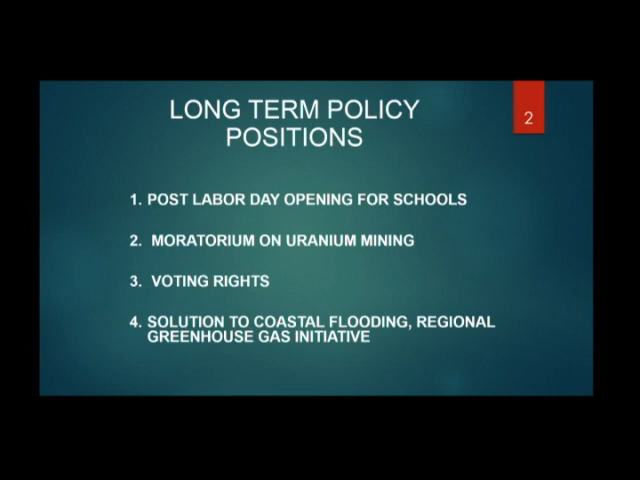 LONG TERM POLICY
POSITIONS
2
1. POST LABOR DAY OPENING FOR SCHOOLS
2. MORATORIUM ON URANIUM MINING
3. VOTING RIGHTS
4. SOLUTION TO COASTAL FLOODING, REGIONAL
GREENHOUSE GAS INITIATIVE